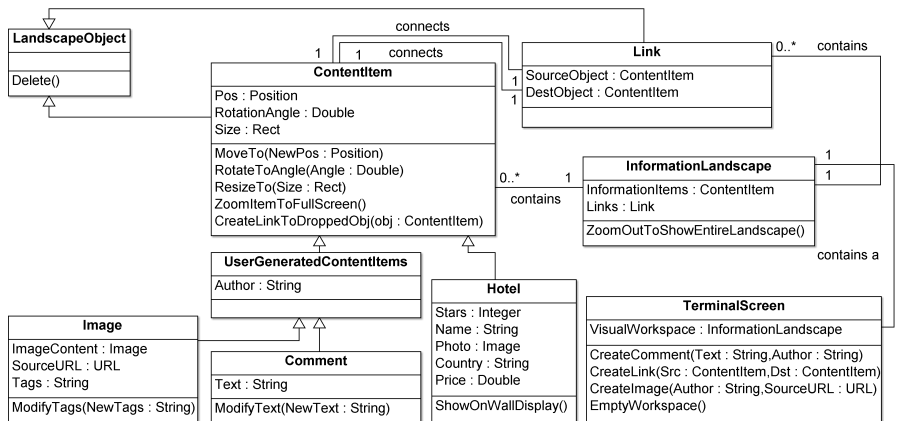 LandscapeObject
Delete()
connects
connects
1
1
1
1
ContentItem
Pos : Position
RotationAngle : Double
Size : Rect
MoveTo(NewPos : Position)
RotateToAngle(Angle : Double)
ResizeTo(Size : Rect)
ZoomItemToFullScreen()
CreateLinkToDroppedObj(obj : ContentItem)
Link
SourceObject : ContentItem
DestObject : ContentItem
0..*
contains
0..*
1
contains
InformationLandscape
InformationItems : ContentItem
Links : Link
ZoomOutToShowEntireLandscape()
1
1
contains a
UserGeneratedContentItems
Author : String
Hotel
Stars : Integer
Name : String
Photo : Image
Country : String
Price : Double
ShowOnWallDisplay()
TerminalScreen
VisualWorkspace : InformationLandscape
CreateComment(Text : String,Author : String)
CreateLink(Src : ContentItem,Dst : ContentItem)
CreateImage(Author : String,SourceURL : URL)
EmptyWorkspace()
Image
ImageContent : Image
SourceURL : URL
Tags : String
ModifyTags(NewTags : String)
Comment
Text : String
ModifyText(NewText : String)